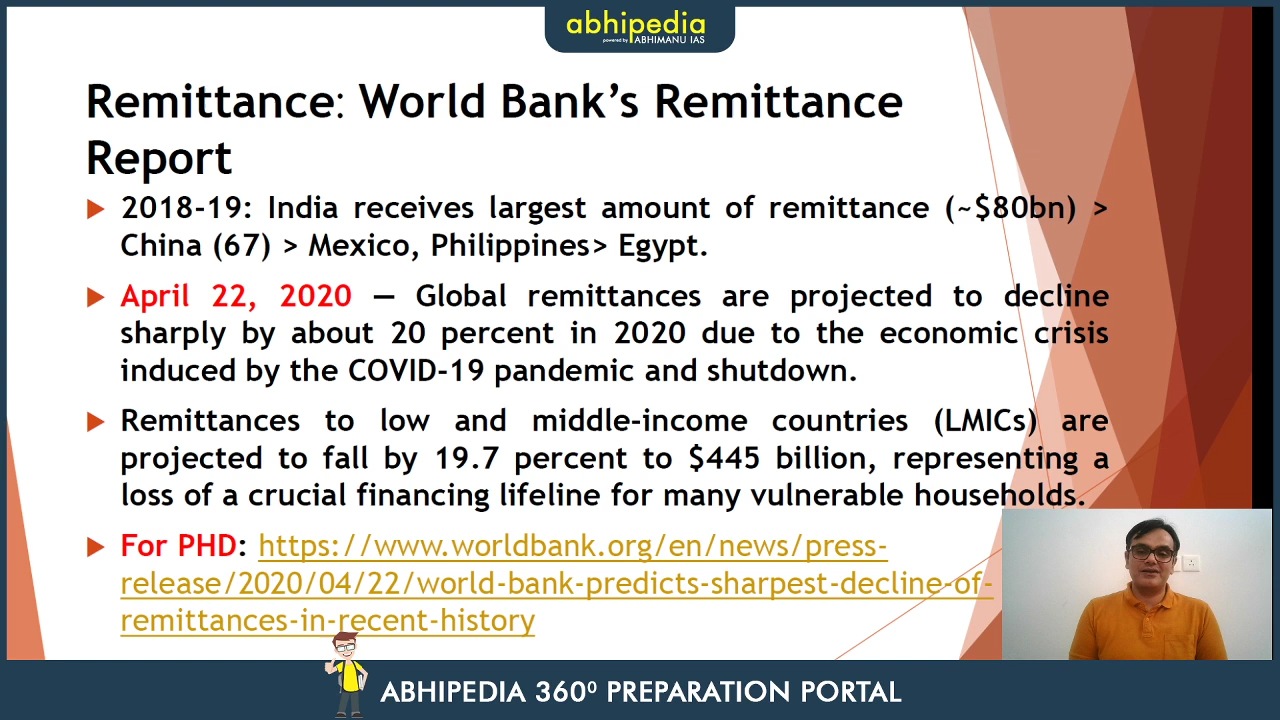 abhipedia
powered by ABHIMANU IAS
Remittance: World Bank’s Remittance
Report
2018-19: India receives largest amount of remittance (~$80bn) >
China (67) > Mexico, Philippines> Egypt.
April 22, 2020 — Global remittances are projected to decline
sharply by about 20 percent in 2020 due to the economic crisis
induced by the COVID-19 pandemic and shutdown.
Remittances to low and middle-income countries (LMICs) are
projected to fall by 19.7 percent to $445 billion, representing a
loss of a crucial financing lifeline for many vulnerable households.
For PHD: https://www.worldbank.org/en/news/press-
release/2020/04/22/world-bank-predicts-sharpest-decline-of-
remittances-in-recent-history
ABHIPEDIA 360⁰ PREPARATION PORTAL